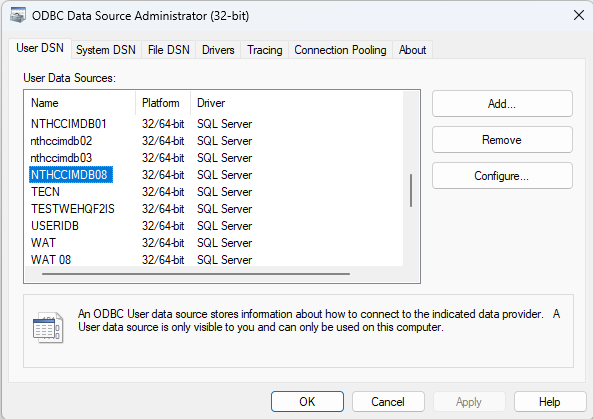 ODBC Data Source Administrator (32-bit)
User DSN System DSN File DSN Drivers Tracing Connection Pooling About
User Data Sources:
Name Platform Driver
NTHCCIMDB01 32/64-bit SQL Server
nthccimdb02 32/64-bit SQL Server
nthccimdb03 32/64-bit SQL Server
NTHCCIMDB08 32/64-bit SQL Server
TECN 32/64-bit SQL Server
TESTWEHQF2IS 32/64-bit SQL Server
USERIDB 32/64-bit SQL Server
WAT 32/64-bit SQL Server
WAT 08 32/64-bit SQL Server
Add...
Remove
Configure...
An ODBC User data source stores information about how to connect to the indicated data provider. A
User data source is only visible to you and can only be used on this computer.
OK Cancel Apply Help